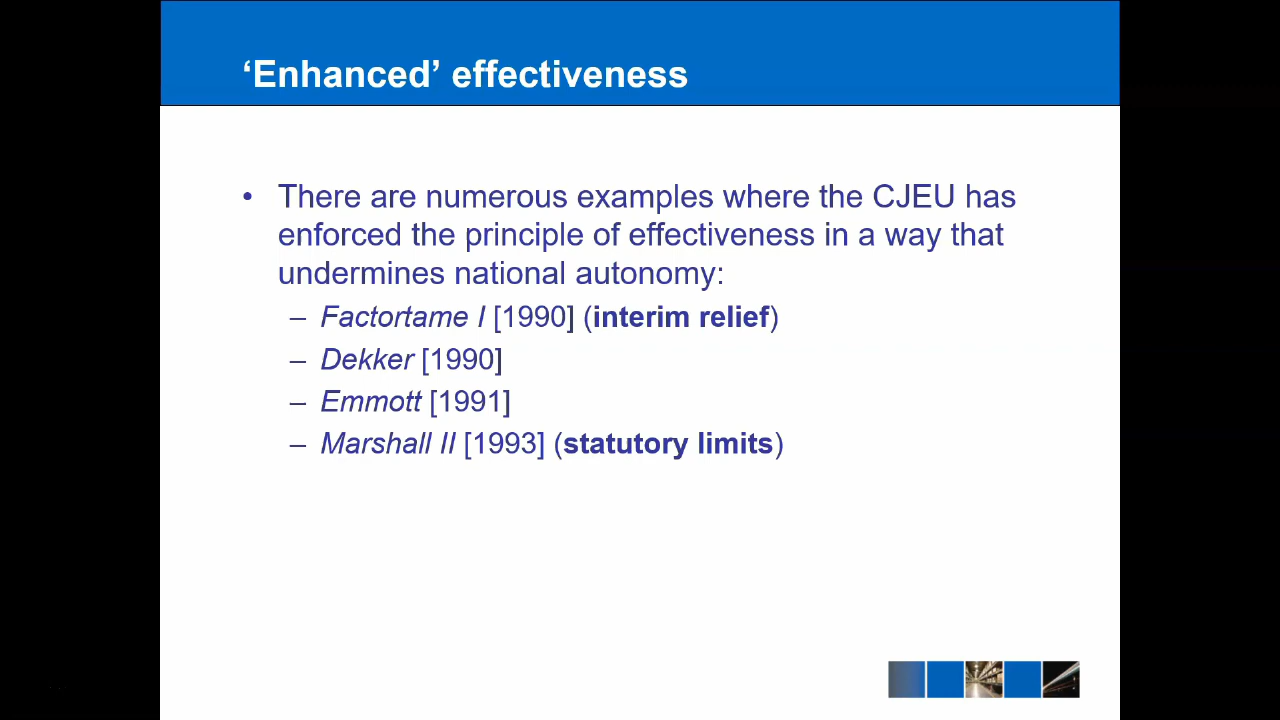 ‘Enhanced’ effectiveness
• There are numerous examples where the CJEU has
enforced the principle of effectiveness in a way that
undermines national autonomy:
– Factortame I [1990] (interim relief)
– Dekker [1990]
– Emmott [1991]
– Marshall II [1993] (statutory limits)